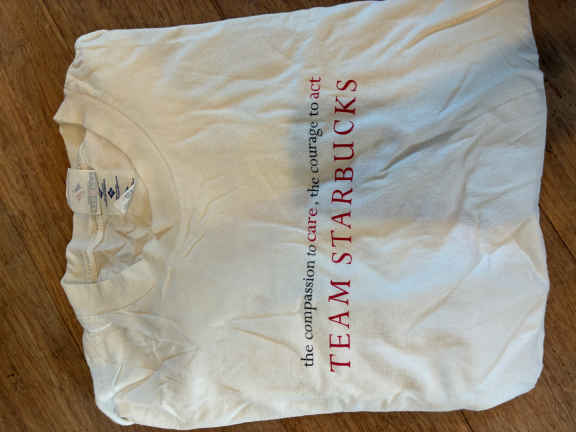 the compassion to care, the courage to act
TEAM STARBUCKS